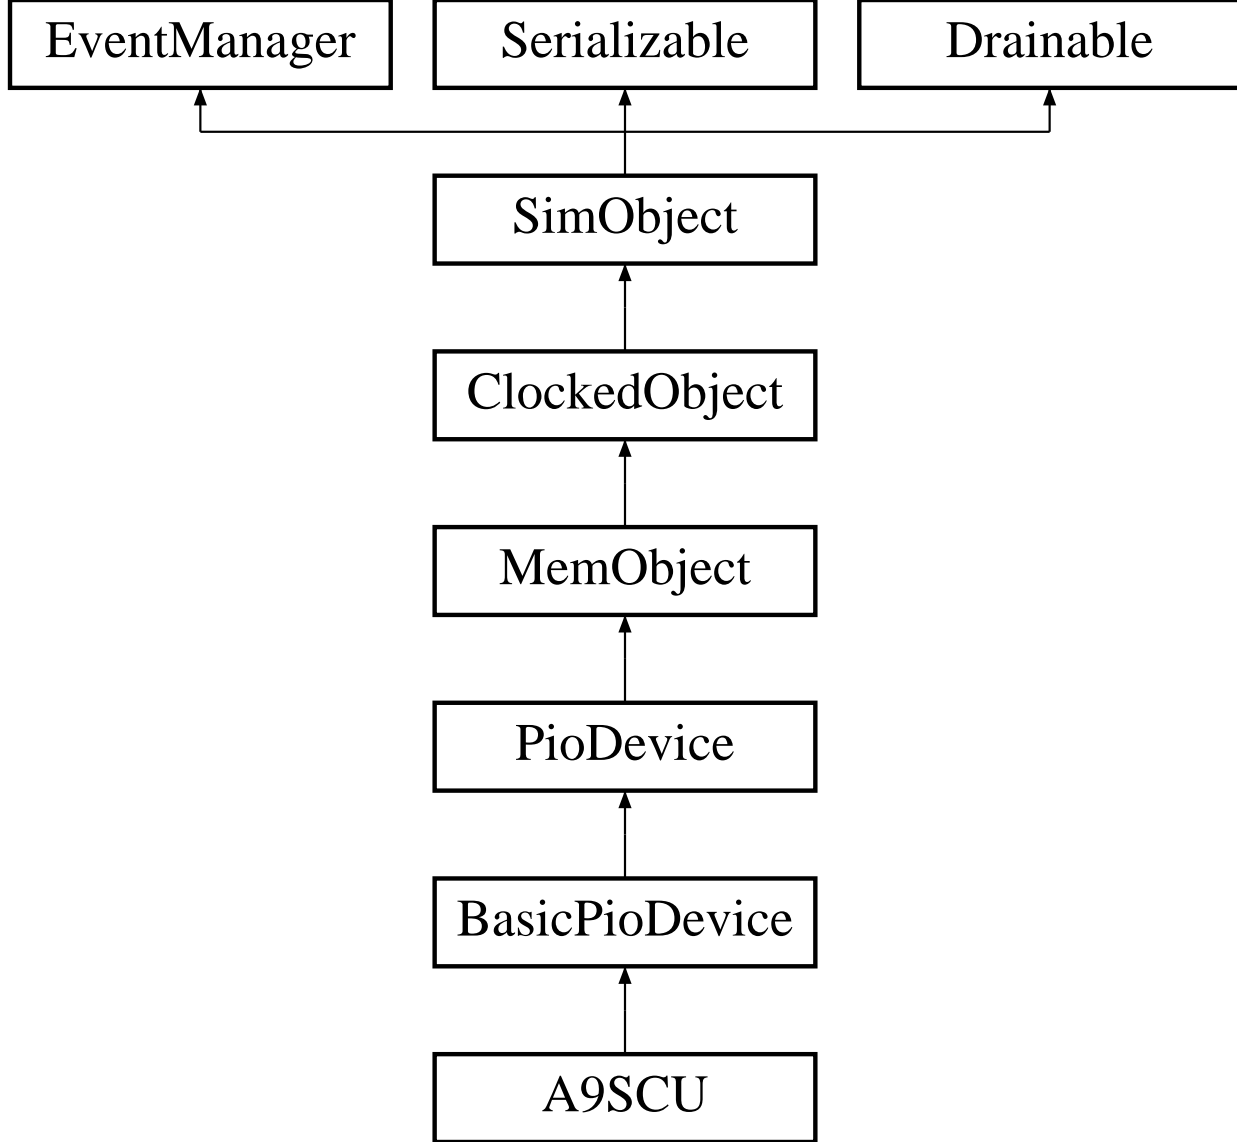 EventManager
Serializable
Drainable
SimObject
ClockedObject
MemObject
PioDevice
BasicPioDevice
A9SCU